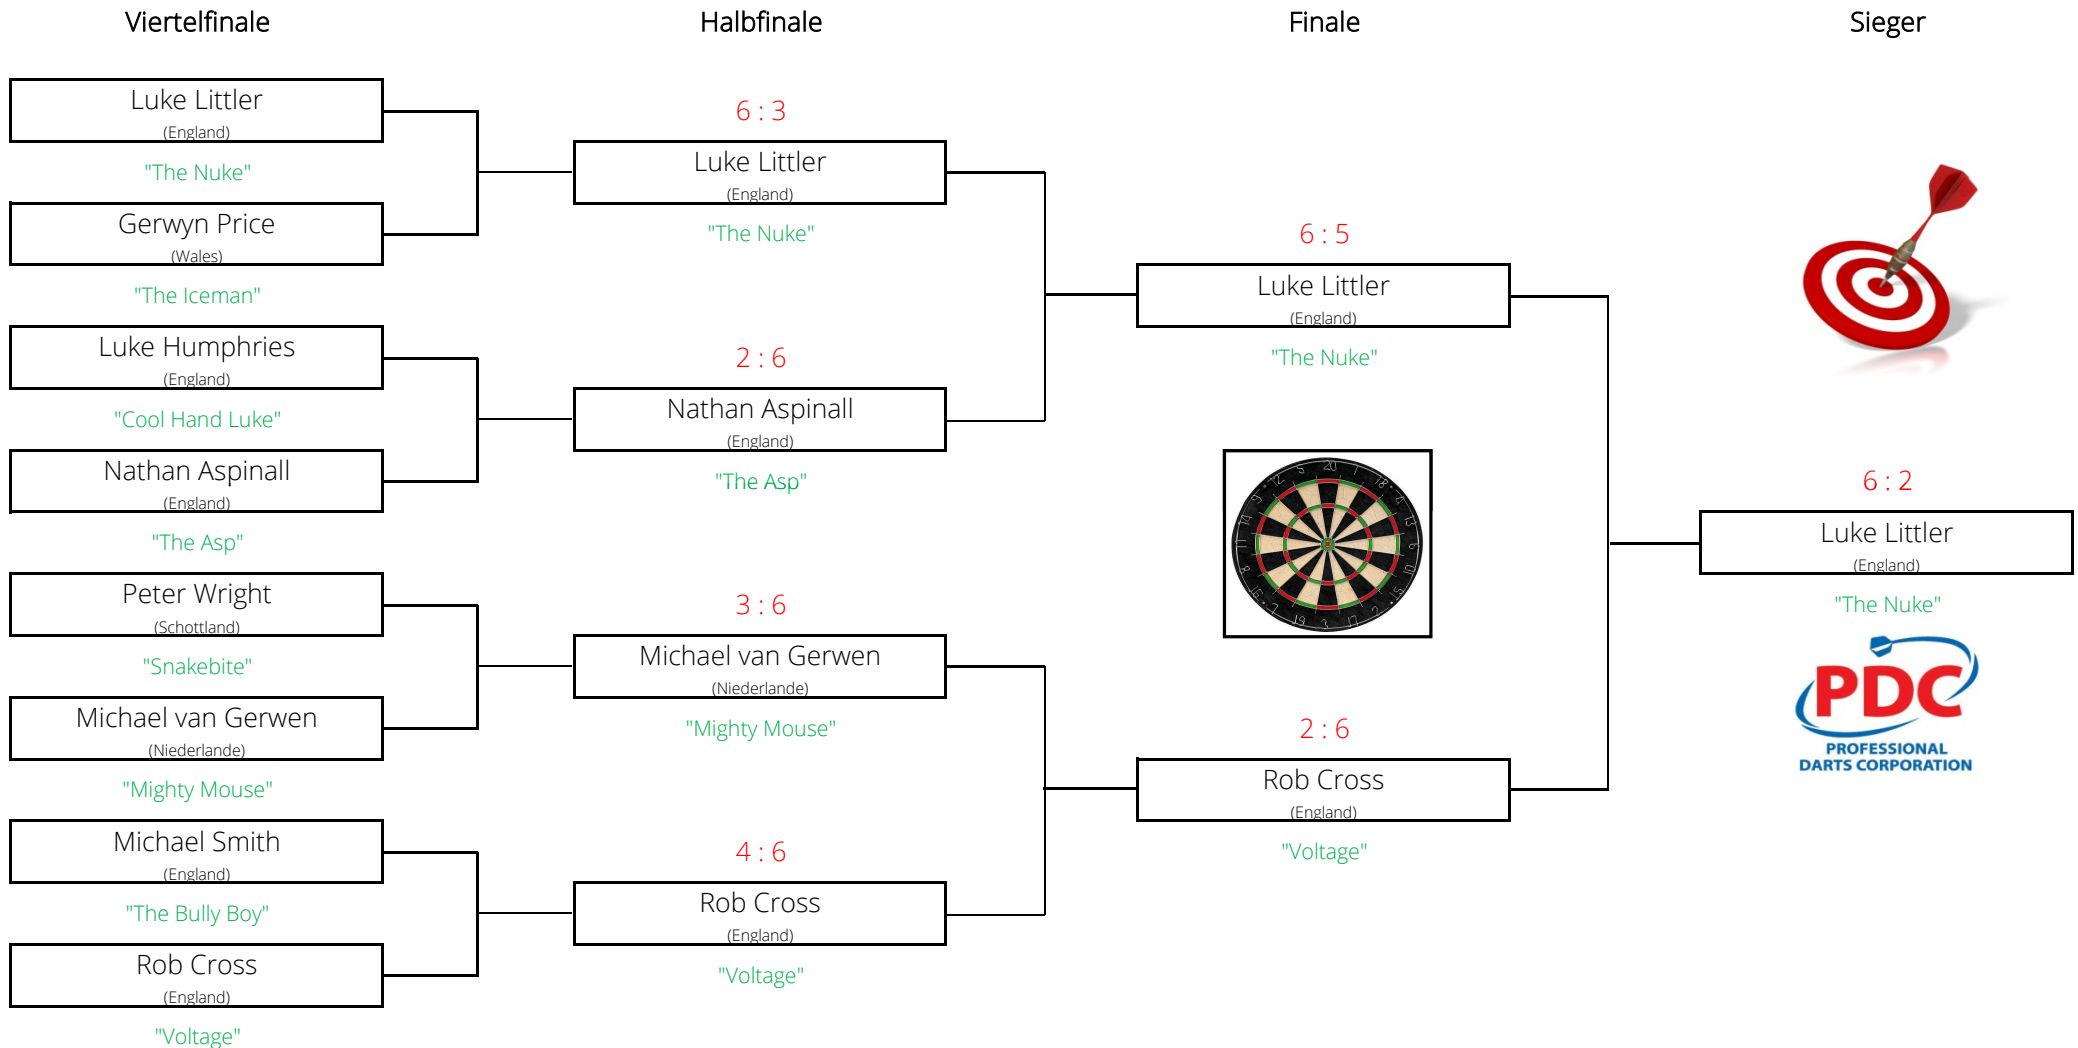 Viertelfinale
Halbfinale
Finale
Sieger
Luke Littler
(England)
"The Nuke"
Gerwyn Price
(Wales)
"The Iceman"
Luke Humphries
(England)
"Cool Hand Luke"
Nathan Aspinall
(England)
"The Asp"
Peter Wright
(Schottland)
"Snakebite"
Michael van Gerwen
(Niederlande)
"Mighty Mouse"
Michael Smith
(England)
"The Bully Boy"
Rob Cross
(England)
"Voltage"
6 : 3
Luke Littler
(England)
"The Nuke"
2 : 6
Nathan Aspinall
(England)
"The Asp"
3 : 6
Michael van Gerwen
(Niederlande)
"Mighty Mouse"
4 : 6
Rob Cross
(England)
"Voltage"
6 : 5
Luke Littler
(England)
"The Nuke"
2 : 6
Rob Cross
(England)
"Voltage"
6 : 2
Luke Littler
(England)
"The Nuke"
PDC
PROFESSIONAL
DARTS CORPORATION